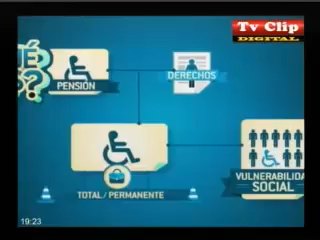 Tv Clip
DIGITAL
É
?
PENSIÓN
DERECHOS
TOTAL / PERMANENTE
VULNERABILIDA
SOCIAL
19:23